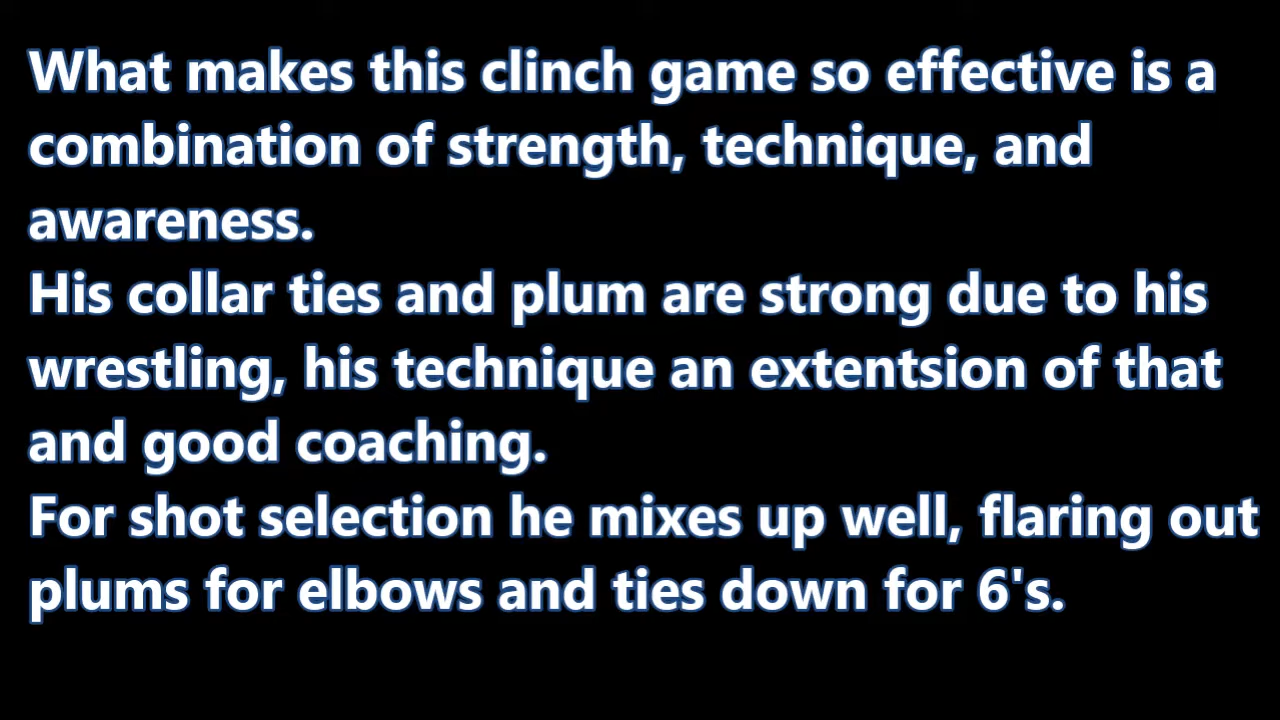 What makes this clinch game so effective is a
combination of strength, technique, and
awareness.
His collar ties and plum are strong due to his
wrestling, his technique an extentsion of that
and good coaching.
For shot selection he mixes up well, flaring out
plums for elbows and ties down for 6's.